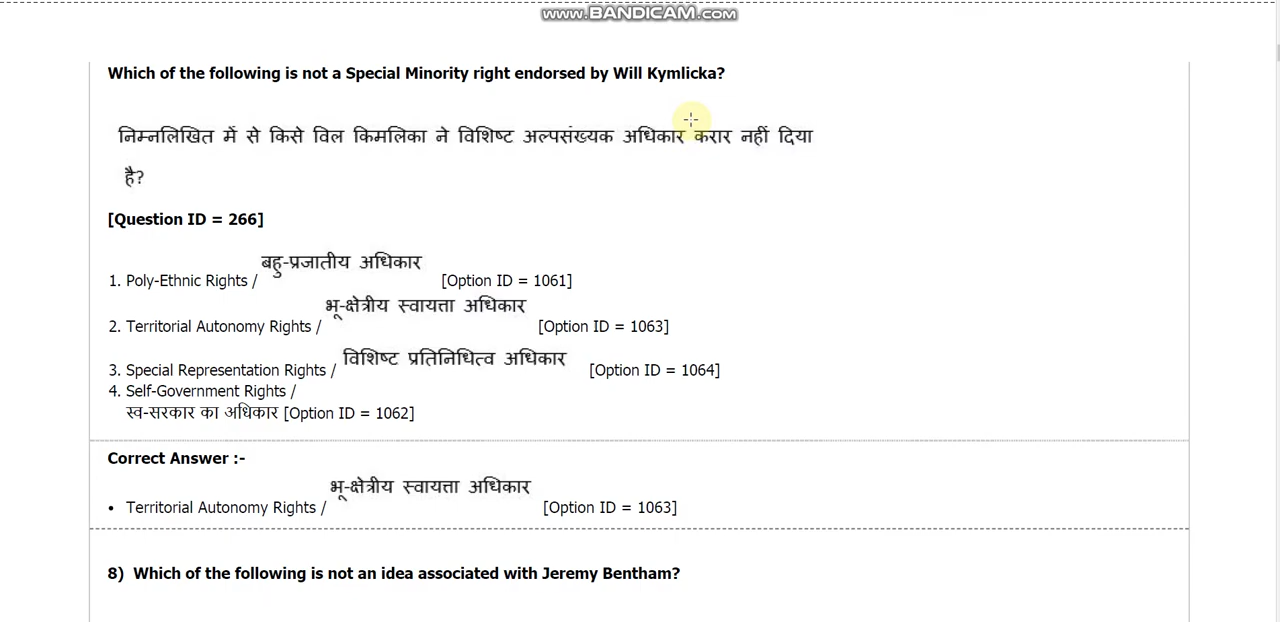 www.BANDICAM.com
Which of the following is not a Special Minority right endorsed by Will Kymlicka?
निम्नलिखित में से किसे विल किमलिका ने विशिष्ट अल्पसंख्यक अधिकार करार नहीं दिया
है?
[Question ID = 266]
1. Poly-Ethnic Rights / बहु-प्रजातीय अधिकार [Option ID = 1061]
2. Territorial Autonomy Rights / भू-क्षेत्रीय स्वायत्ता अधिकार [Option ID = 1063]
3. Special Representation Rights / विशिष्ट प्रतिनिधित्व अधिकार [Option ID = 1064]
4. Self-Government Rights /
स्व-सरकार का अधिकार [Option ID = 1062]
Correct Answer :-
• Territorial Autonomy Rights / भू-क्षेत्रीय स्वायत्ता अधिकार [Option ID = 1063]
8) Which of the following is not an idea associated with Jeremy Bentham?